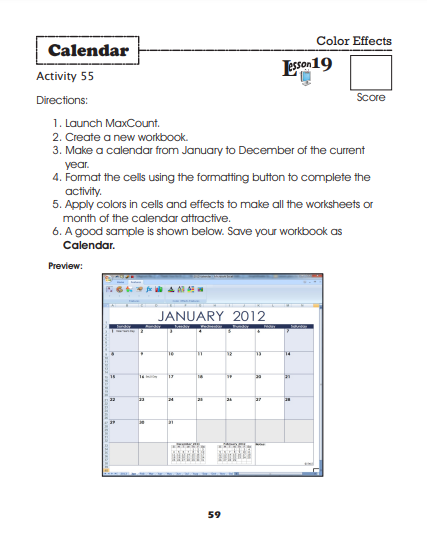 Color Effects
Calendar
Lesson 19
Activity 55
Score
Directions:
1. Launch MaxCount.
2. Create a new workbook.
3. Make a calendar from January to December of the current
year.
4. Format the cells using the formatting button to complete the
activity.
5. Apply colors in cells and effects to make all the worksheets or
month of the calendar attractive.
6. A good sample is shown below. Save your workbook as
Calendar.
Preview:
JANUARY 2012
Sunday Monday Tuesday Wednesday Thursday Friday Saturday
1 2 3 4 5 6 7
8 9 10 11 12 13 14
15 16 17 18 19 20 21
22 23 24 25 26 27 28
29 30 31
December 2011 February 2012
59